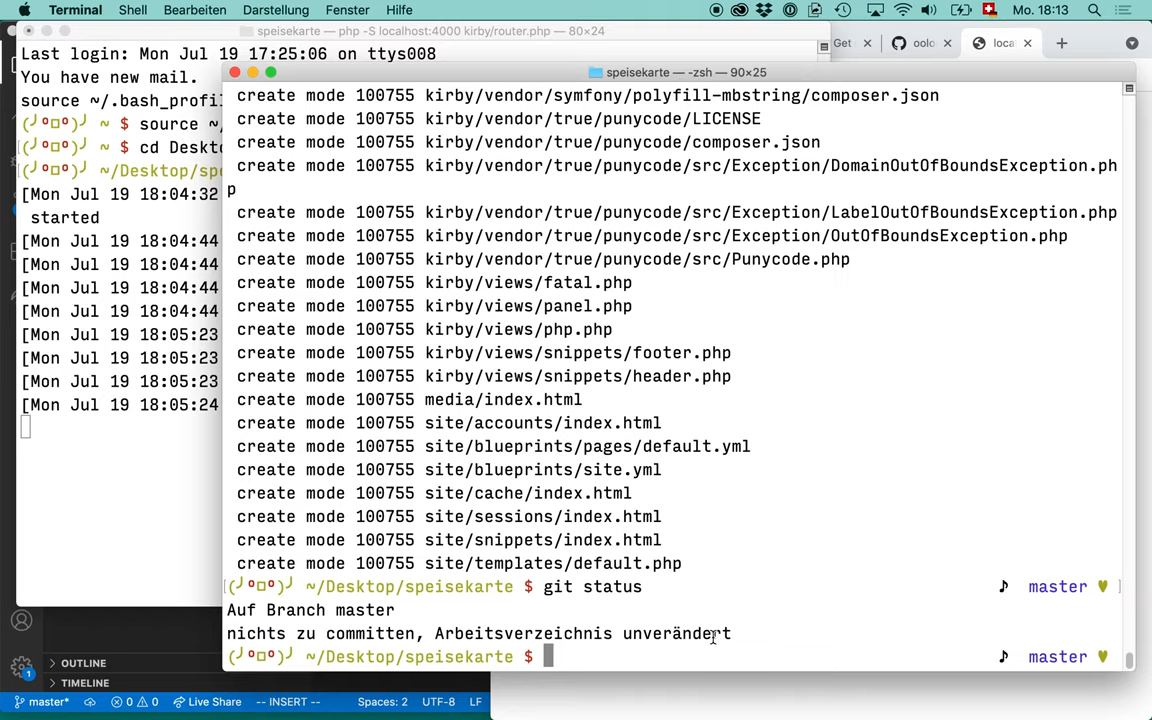 Terminal Shell Bearbeiten Darstellung Fenster Hilfe Mo. 18:13
speisekarte — php -S localhost:4000 kirby/router.php — 80×24
Get × oolo × loca ×
Last login: Mon Jul 19 17:25:06 on ttys008
You have new mail.
source ~/.bash_profi
(╯°□°)╯ ~ $ source ~/
(╯°□°)╯ ~ $ cd Deskt
(╯°□°)╯ ~/Desktop/spe
[Mon Jul 19 18:04:32
started
[Mon Jul 19 18:04:44
[Mon Jul 19 18:04:44
[Mon Jul 19 18:04:44
[Mon Jul 19 18:04:44
[Mon Jul 19 18:05:23
[Mon Jul 19 18:05:23
[Mon Jul 19 18:05:23
[Mon Jul 19 18:05:24
speisekarte — -zsh — 90×25
create mode 100755 kirby/vendor/symfony/polyfill-mbstring/composer.json
create mode 100755 kirby/vendor/true/punycode/LICENSE
create mode 100755 kirby/vendor/true/punycode/composer.json
create mode 100755 kirby/vendor/true/punycode/src/Exception/DomainOutOfBoundsException.ph
p
create mode 100755 kirby/vendor/true/punycode/src/Exception/LabelOutOfBoundsException.php
create mode 100755 kirby/vendor/true/punycode/src/Exception/OutOfBoundsException.php
create mode 100755 kirby/vendor/true/punycode/src/Punycode.php
create mode 100755 kirby/views/fatal.php
create mode 100755 kirby/views/panel.php
create mode 100755 kirby/views/php.php
create mode 100755 kirby/views/snippets/footer.php
create mode 100755 kirby/views/snippets/header.php
create mode 100755 media/index.html
create mode 100755 site/accounts/index.html
create mode 100755 site/blueprints/pages/default.yml
create mode 100755 site/blueprints/site.yml
create mode 100755 site/cache/index.html
create mode 100755 site/sessions/index.html
create mode 100755 site/snippets/index.html
create mode 100755 site/templates/default.php
[(╯°□°)╯ ~/Desktop/speisekarte $ git status ♪ master ♥ ]
Auf Branch master
nichts zu committen, Arbeitsverzeichnis unverändert
(╯°□°)╯ ~/Desktop/speisekarte $ ♪ master ♥
OUTLINE
TIMELINE
1
master* 0 0 Live Share -- INSERT -- Spaces: 2 UTF-8 LF